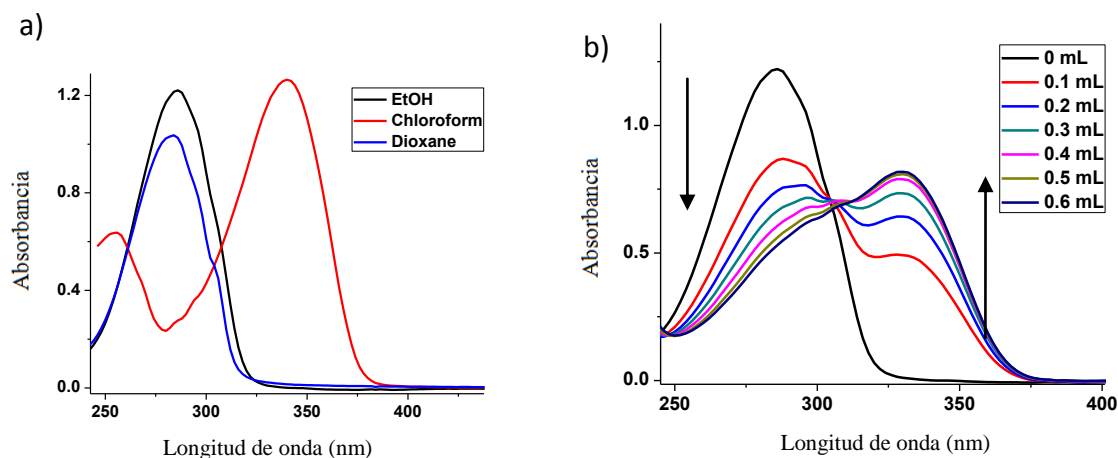 a)
Absorbancia
1.2
0.8
0.4
0.0
250
300
350
400
Longitud de onda (nm)
EtOH
Chloroform
Dioxane
b)
Absorbancia
1.0
0.5
0.0
250
300
350
400
Longitud de onda (nm)
0 mL
0.1 mL
0.2 mL
0.3 mL
0.4 mL
0.5 mL
0.6 mL